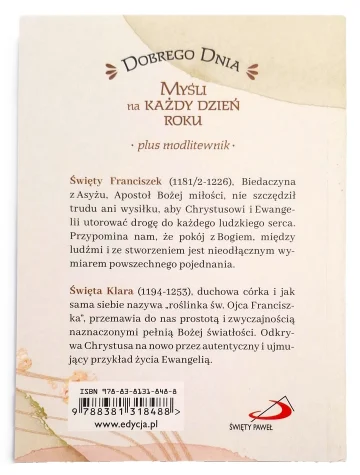 Dobrego Dnia
Myśli
na każdy dzień
roku
· plus modlitewnik ·
Święty Franciszek (1181/2-1226), Biedaczyna
z Asyżu, Apostoł Bożej miłości, nie szczędził
trudu ani wysiłku, aby Chrystusowi i Ewange-
lii utorować drogę do każdego ludzkiego serca.
Przypomina nam, że pokój z Bogiem, między
ludźmi i ze stworzeniem jest nieodłącznym wy-
miarem powszechnego pojednania.
Święta Klara (1194-1253), duchowa córka i jak
sama siebie nazywa „roślinka św. Ojca Francisz-
ka", przemawia do nas prostotą i zwyczajnością
naznaczonymi pełnią Bożej światłości. Odkry-
wa Chrystusa na nowo przez autentyczny i ujmu-
jący przykład życia Ewangelią.
ISBN 978-83-8131-848-8
9 788381 318488 >
www.edycja.pl
ŚWIĘTY PAWEŁ